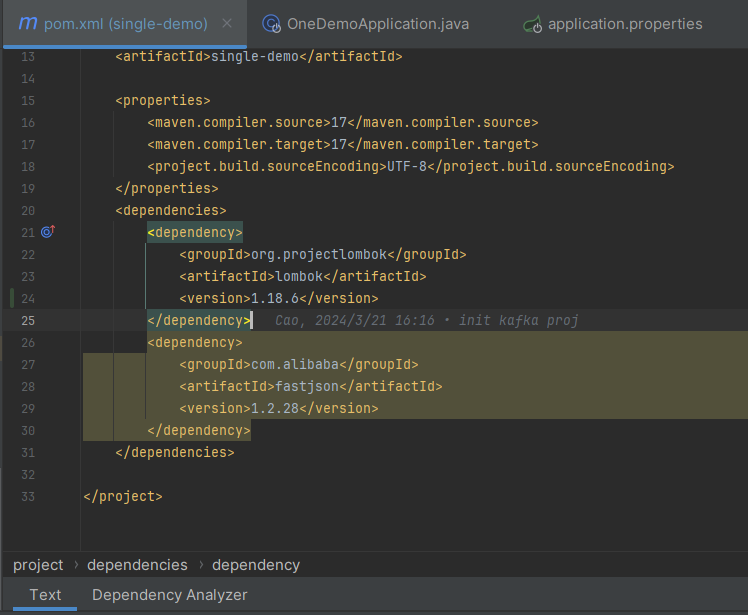 m pom.xml (single-demo) × OneDemoApplication.java application.properties
13 <artifactId>single-demo</artifactId>
14
15 <properties>
16 <maven.compiler.source>17</maven.compiler.source>
17 <maven.compiler.target>17</maven.compiler.target>
18 <project.build.sourceEncoding>UTF-8</project.build.sourceEncoding>
19 </properties>
20 <dependencies>
21 <dependency>
22 <groupId>org.projectlombok</groupId>
23 <artifactId>lombok</artifactId>
24 <version>1.18.6</version>
25 </dependency> Cao, 2024/3/21 16:16 • init kafka proj
26 <dependency>
27 <groupId>com.alibaba</groupId>
28 <artifactId>fastjson</artifactId>
29 <version>1.2.28</version>
30 </dependency>
31 </dependencies>
32
33 </project>
project › dependencies › dependency
Text Dependency Analyzer